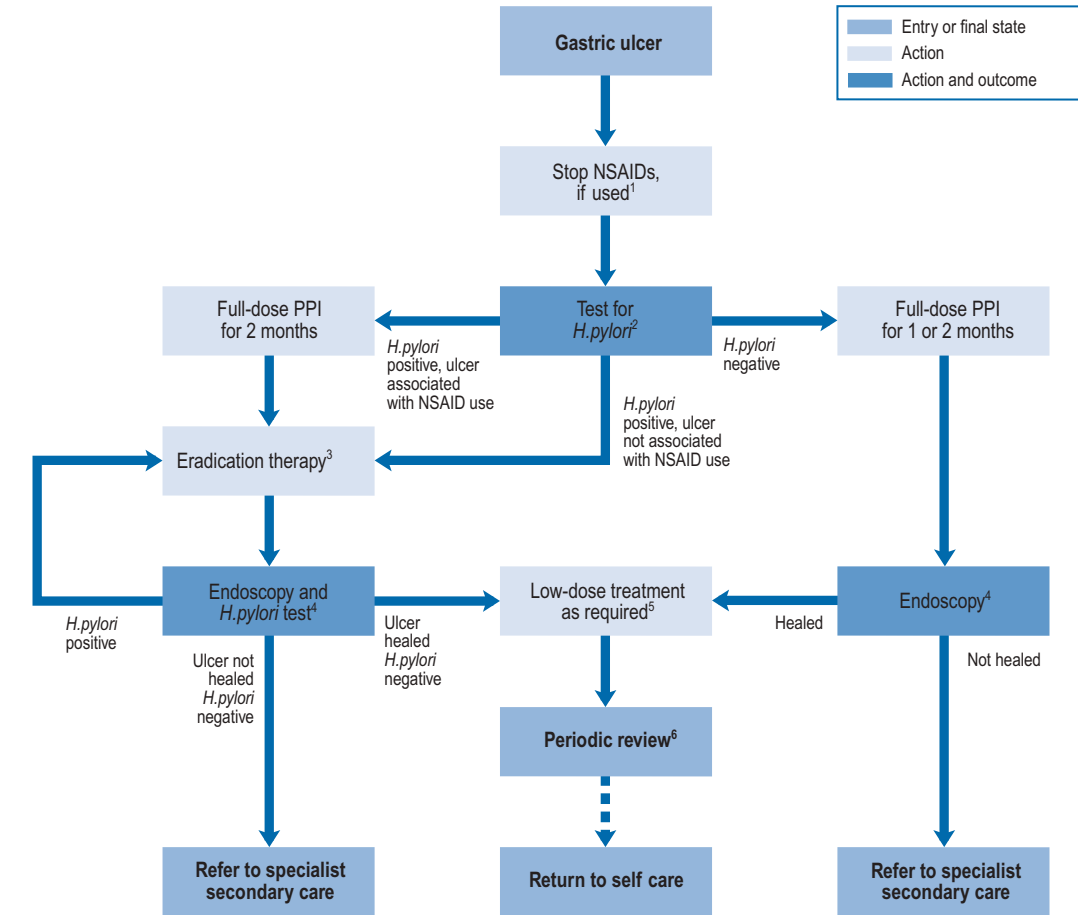 Gastric ulcer
Entry or final state
Action
Action and outcome
Stop NSAIDs,
if used¹
Full-dose PPI
for 2 months
Test for
H.pylori²
Full-dose PPI
for 1 or 2 months
H.pylori
positive, ulcer
associated
with NSAID use
H.pylori
negative
H.pylori
positive, ulcer
not associated
with NSAID use
Eradication therapy³
Endoscopy and
H.pylori test⁴
Low-dose treatment
as required⁵
Endoscopy⁴
H.pylori
positive
Ulcer
healed
H.pylori
negative
Healed
Ulcer not
healed
H.pylori
negative
Not healed
Periodic review⁶
Refer to specialist
secondary care
Return to self care
Refer to specialist
secondary care